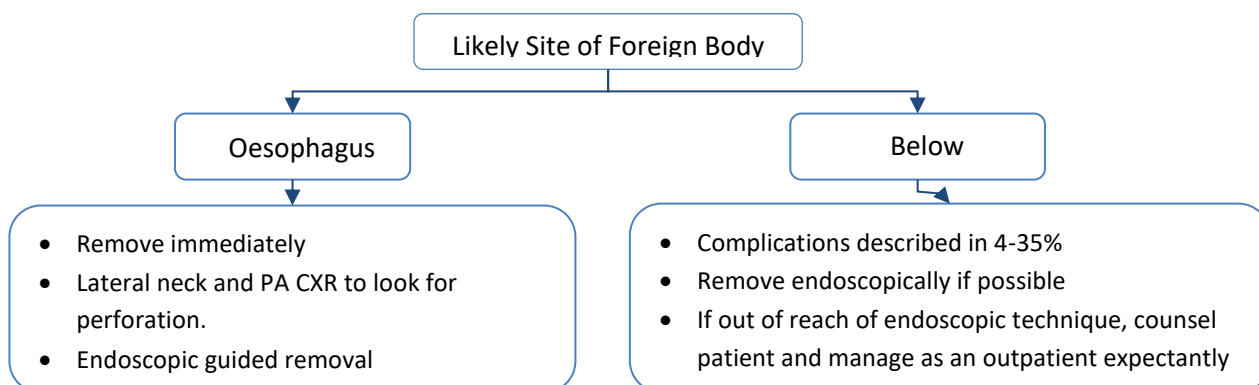 Likely Site of Foreign Body
Oesophagus
Below
• Remove immediately
• Lateral neck and PA CXR to look for
perforation.
• Endoscopic guided removal
• Complications described in 4-35%
• Remove endoscopically if possible
• If out of reach of endoscopic technique, counsel
patient and manage as an outpatient expectantly